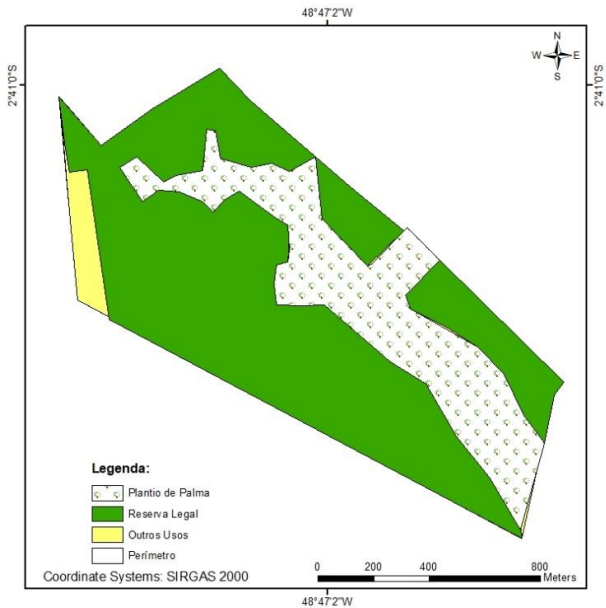 48°47'2"W
N
W E
S
2°41'0"S
2°41'0"S
Legenda:
Plantio de Palma
Reserva Legal
Outros Usos
Perímetro
Coordinate Systems: SIRGAS 2000
0 200 400 800
Meters
48°47'2"W